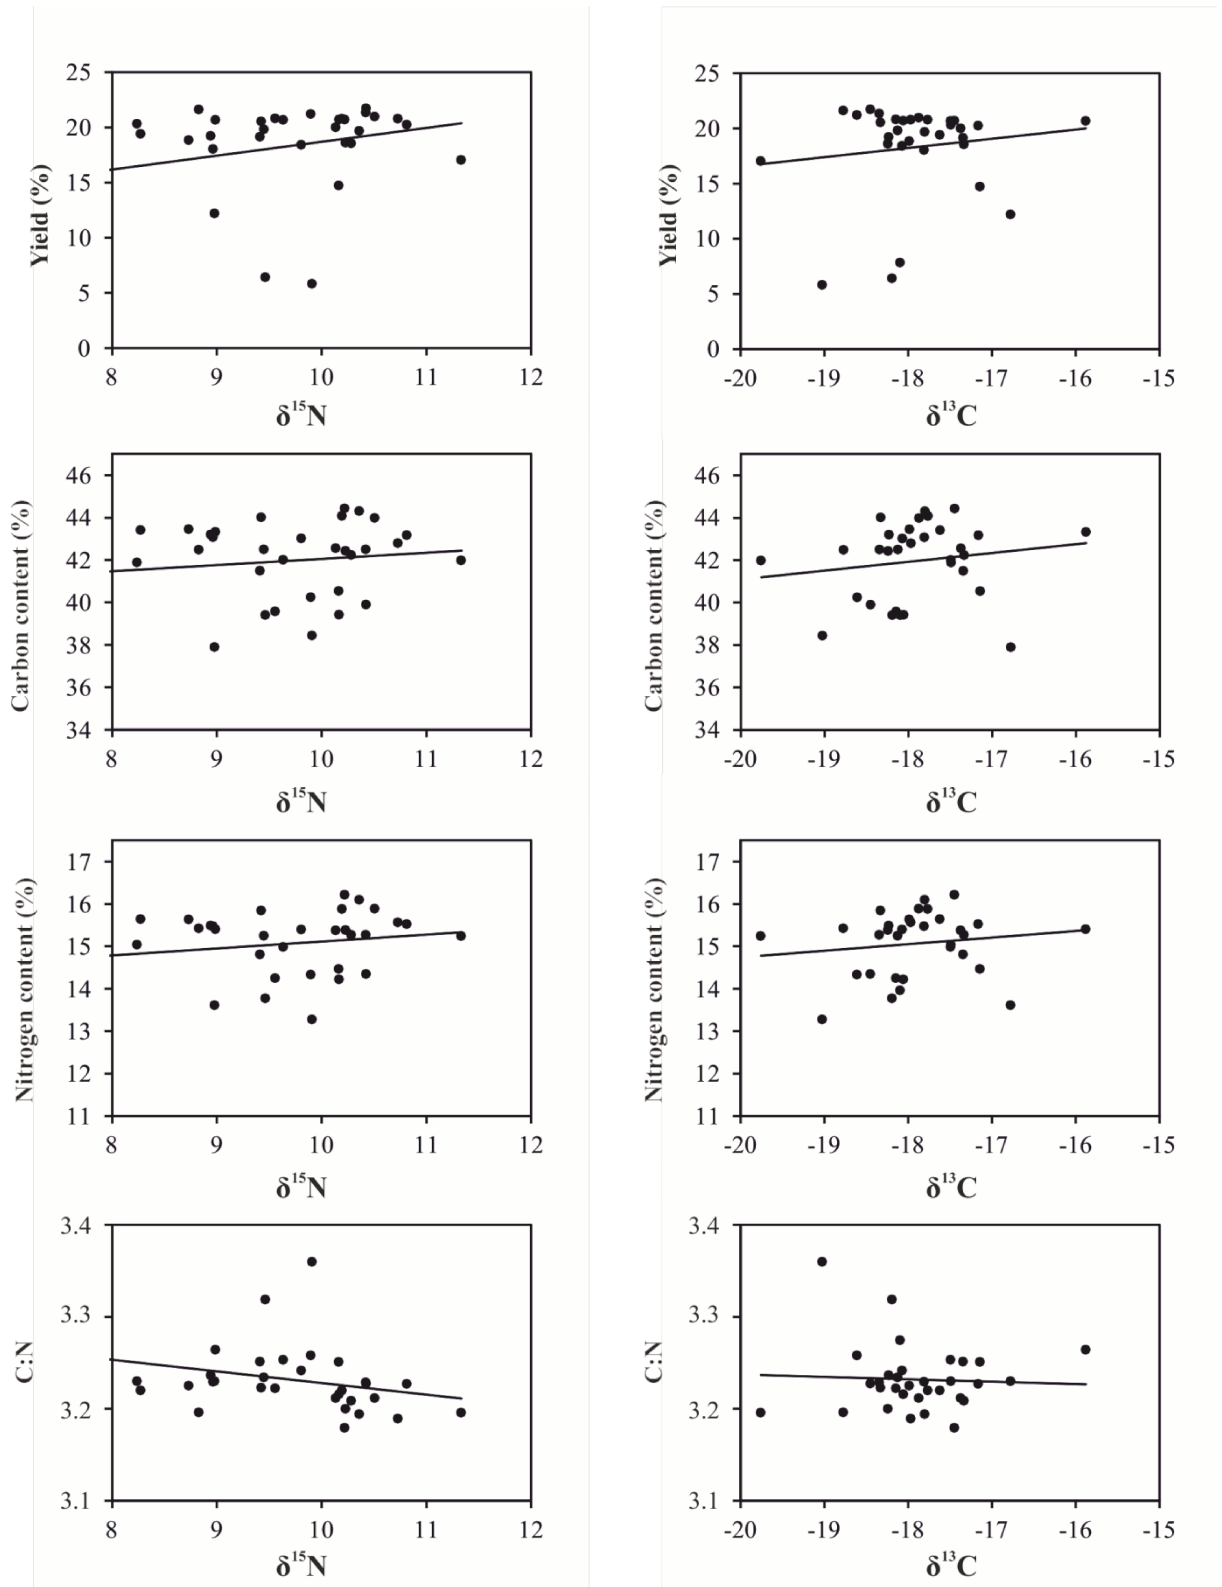 25
20
15
10
5
0
Yield (%)
8 9 10 11 12
δ¹⁵N
25
20
15
10
5
0
Yield (%)
-20 -19 -18 -17 -16 -15
δ¹³C
46
44
42
40
38
36
34
Carbon content (%)
8 9 10 11 12
δ¹⁵N
46
44
42
40
38
36
34
Carbon content (%)
-20 -19 -18 -17 -16 -15
δ¹³C
17
16
15
14
13
12
11
Nitrogen content (%)
8 9 10 11 12
δ¹⁵N
17
16
15
14
13
12
11
Nitrogen content (%)
-20 -19 -18 -17 -16 -15
δ¹³C
3.4
3.3
3.2
3.1
C:N
8 9 10 11 12
δ¹⁵N
3.4
3.3
3.2
3.1
C:N
-20 -19 -18 -17 -16 -15
δ¹³C